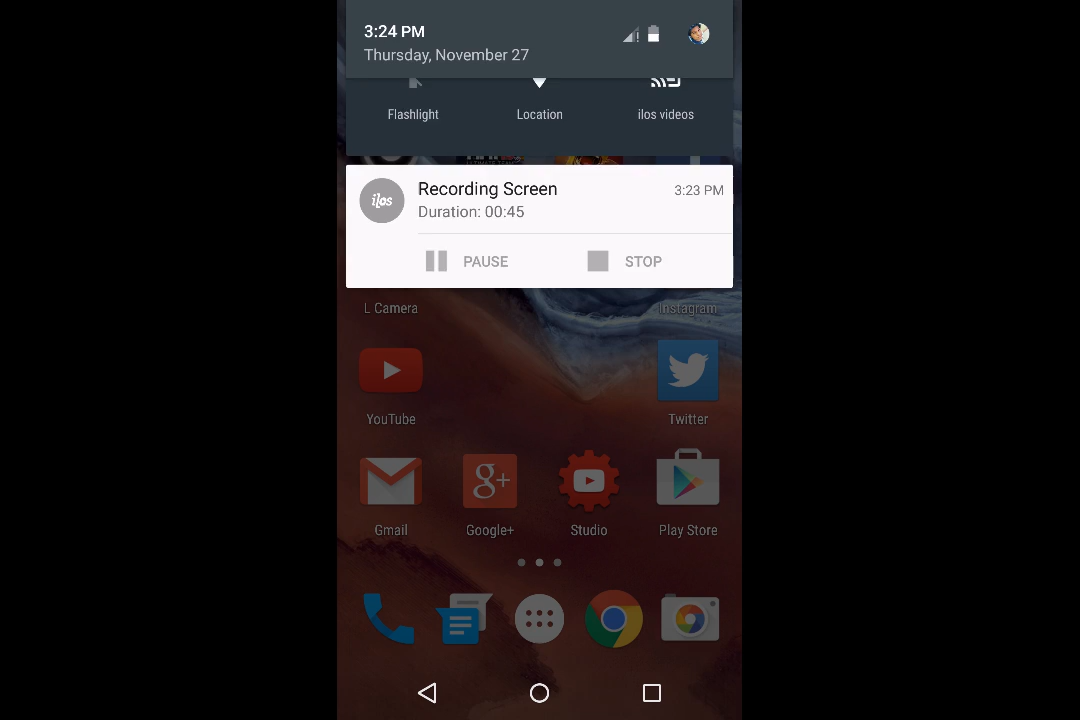 3:24 PM
Thursday, November 27
Flashlight
Location
ilos videos
ilos
Recording Screen
3:23 PM
Duration: 00:45
PAUSE
STOP
L Camera
Instagram
YouTube
Twitter
g+
Gmail
Google+
Studio
Play Store